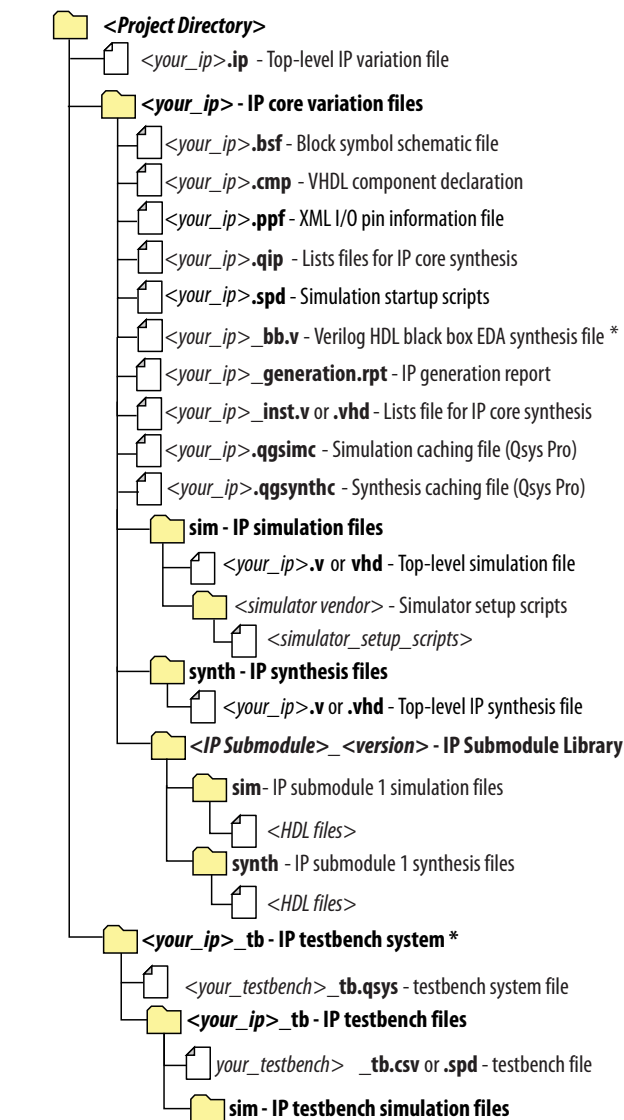 <Project Directory>
<your_ip>.ip - Top-level IP variation file
<your_ip> - IP core variation files
<your_ip>.bsf - Block symbol schematic file
<your_ip>.cmp - VHDL component declaration
<your_ip>.ppf - XML I/O pin information file
<your_ip>.qip - Lists files for IP core synthesis
<your_ip>.spd - Simulation startup scripts
<your_ip>_bb.v - Verilog HDL black box EDA synthesis file *
<your_ip>_generation.rpt - IP generation report
<your_ip>_inst.v or .vhd - Lists file for IP core synthesis
<your_ip>.qgsimc - Simulation caching file (Qsys Pro)
<your_ip>.qgsynthc - Synthesis caching file (Qsys Pro)
sim - IP simulation files
<your_ip>.v or vhd - Top-level simulation file
<simulator vendor> - Simulator setup scripts
<simulator_setup_scripts>
synth - IP synthesis files
<your_ip>.v or .vhd - Top-level IP synthesis file
<IP Submodule>_<version> - IP Submodule Library
sim- IP submodule 1 simulation files
<HDL files>
synth - IP submodule 1 synthesis files
<HDL files>
<your_ip>_tb - IP testbench system *
<your_testbench>_tb.qsys - testbench system file
<your_ip>_tb - IP testbench files
your_testbench> _tb.csv or .spd - testbench file
sim - IP testbench simulation files